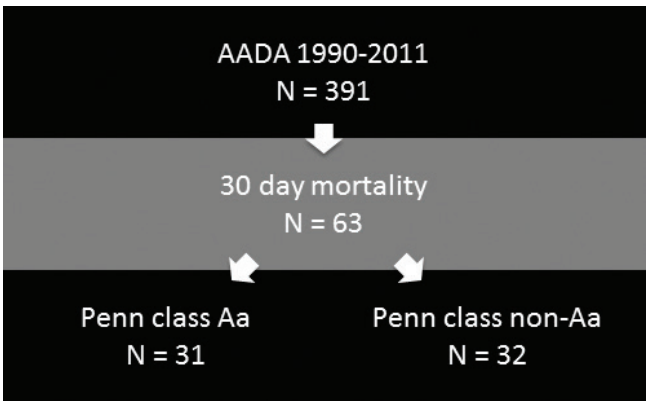 AADA 1990-2011
N = 391
30 day mortality
N = 63
Penn class Aa
N = 31
Penn class non-Aa
N = 32